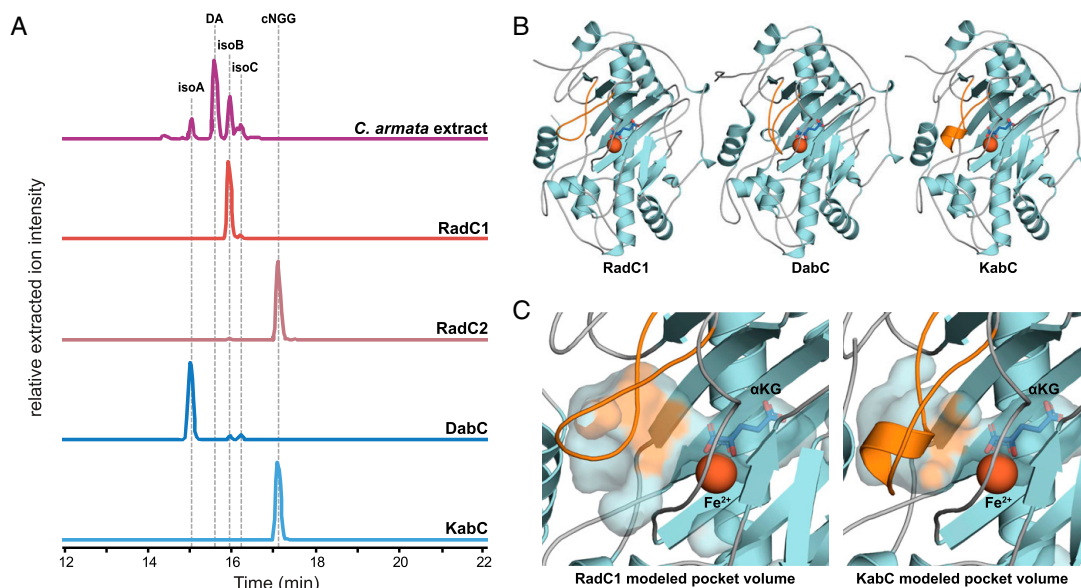 A
DA
cNGG
isoB
isoC
isoA
C. armata extract
RadC1
RadC2
DabC
KabC
relative extracted ion intensity
12
14
16
18
20
22
Time (min)
B
RadC1
DabC
KabC
C
αKG
Fe²⁺
RadC1 modeled pocket volume
αKG
Fe²⁺
KabC modeled pocket volume